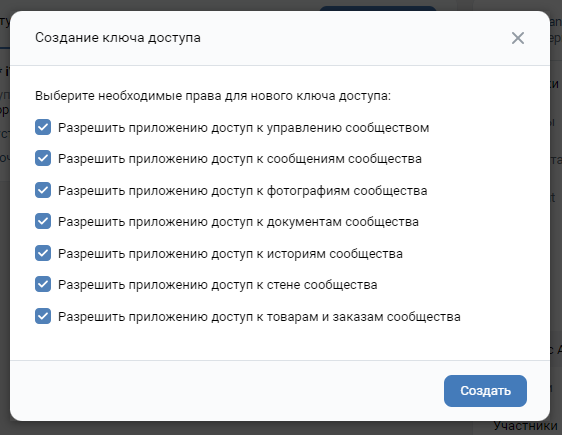 Создание ключа доступа
Выберите необходимые права для нового ключа доступа:
Разрешить приложению доступ к управлению сообществом
Разрешить приложению доступ к сообщениям сообщества
Разрешить приложению доступ к фотографиям сообщества
Разрешить приложению доступ к документам сообщества
Разрешить приложению доступ к историям сообщества
Разрешить приложению доступ к стене сообщества
Разрешить приложению доступ к товарам и заказам сообщества
Создать
Участники